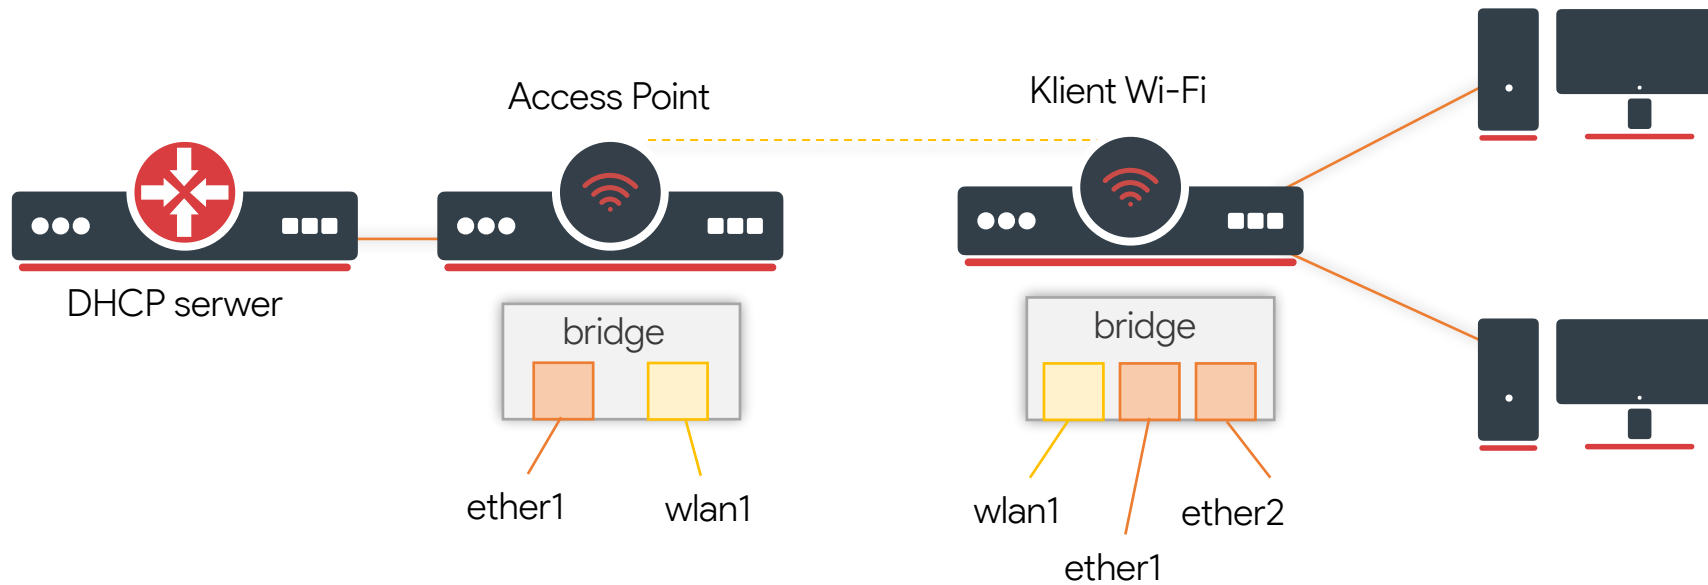 Access Point
Klient Wi-Fi
DHCP serwer
bridge
bridge
ether1
wlan1
wlan1
ether1
ether2